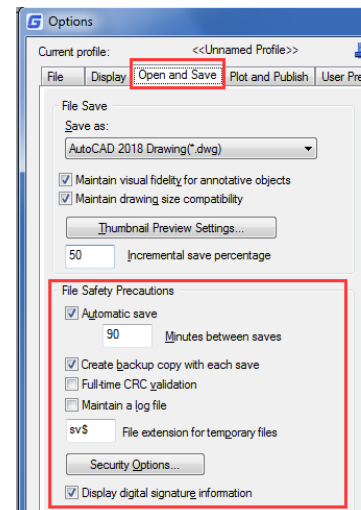 Options
Current profile: <<Unnamed Profile>>
File Display Open and Save Plot and Publish User Pre
File Save
Save as:
AutoCAD 2018 Drawing(*.dwg)
Maintain visual fidelity for annotative objects
Maintain drawing size compatibility
Thumbnail Preview Settings...
50 Incremental save percentage
File Safety Precautions
Automatic save
90 Minutes between saves
Create backup copy with each save
Full-time CRC validation
Maintain a log file
sv$ File extension for temporary files
Security Options...
Display digital signature information